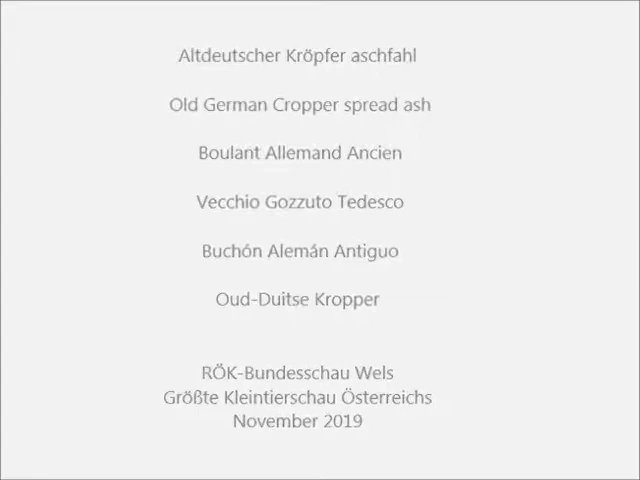 Altdeutscher Kröpfer aschfahl
Old German Cropper spread ash
Boulant Allemand Ancien
Vecchio Gozzuto Tedesco
Buchón Alemán Antiguo
Oud-Duitse Kropper
RÖK-Bundesschau Wels
Größte Kleintierschau Österreichs
November 2019